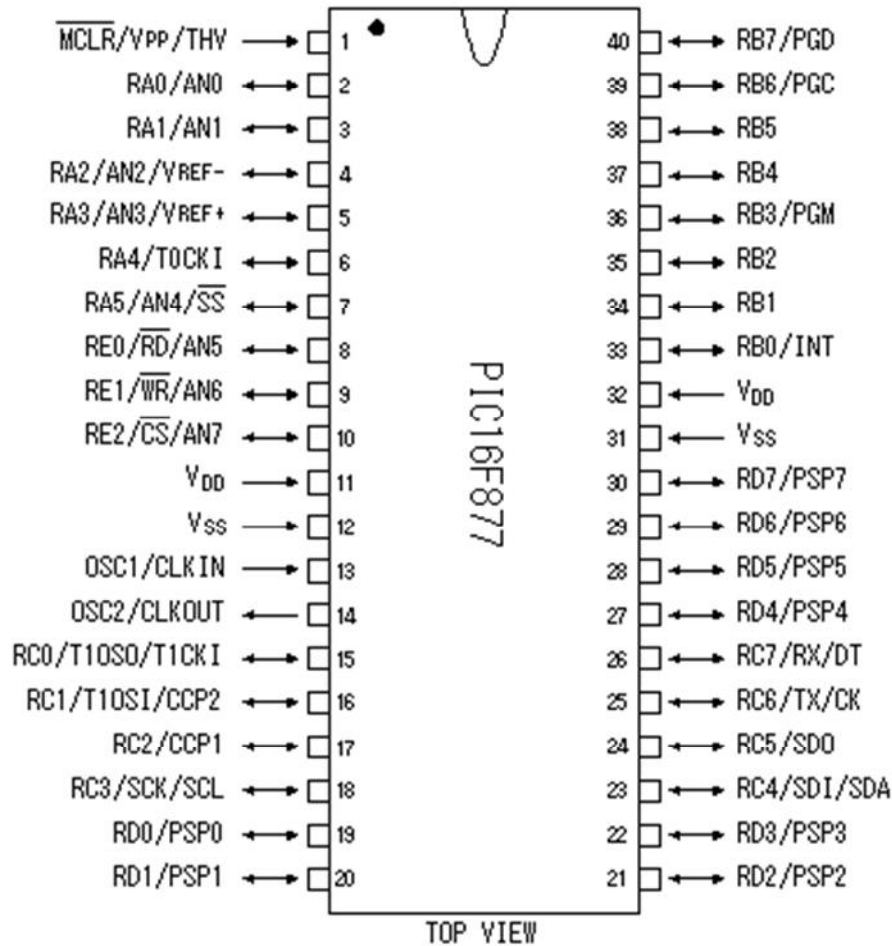 MCLR/VPP/THV 1 40 RB7/PGD
RA0/AN0 2 39 RB6/PGC
RA1/AN1 3 38 RB5
RA2/AN2/VREF- 4 37 RB4
RA3/AN3/VREF+ 5 36 RB3/PGM
RA4/T0CKI 6 35 RB2
RA5/AN4/SS 7 34 RB1
RE0/RD/AN5 8 33 RB0/INT
RE1/WR/AN6 9 32 VDD
RE2/CS/AN7 10 31 VSS
VDD 11 30 RD7/PSP7
VSS 12 29 RD6/PSP6
OSC1/CLKIN 13 28 RD5/PSP5
OSC2/CLKOUT 14 27 RD4/PSP4
RC0/T1OSO/T1CKI 15 26 RC7/RX/DT
RC1/T1OSI/CCP2 16 25 RC6/TX/CK
RC2/CCP1 17 24 RC5/SDO
RC3/SCK/SCL 18 23 RC4/SDI/SDA
RD0/PSP0 19 22 RD3/PSP3
RD1/PSP1 20 21 RD2/PSP2
PIC16F877
TOP VIEW